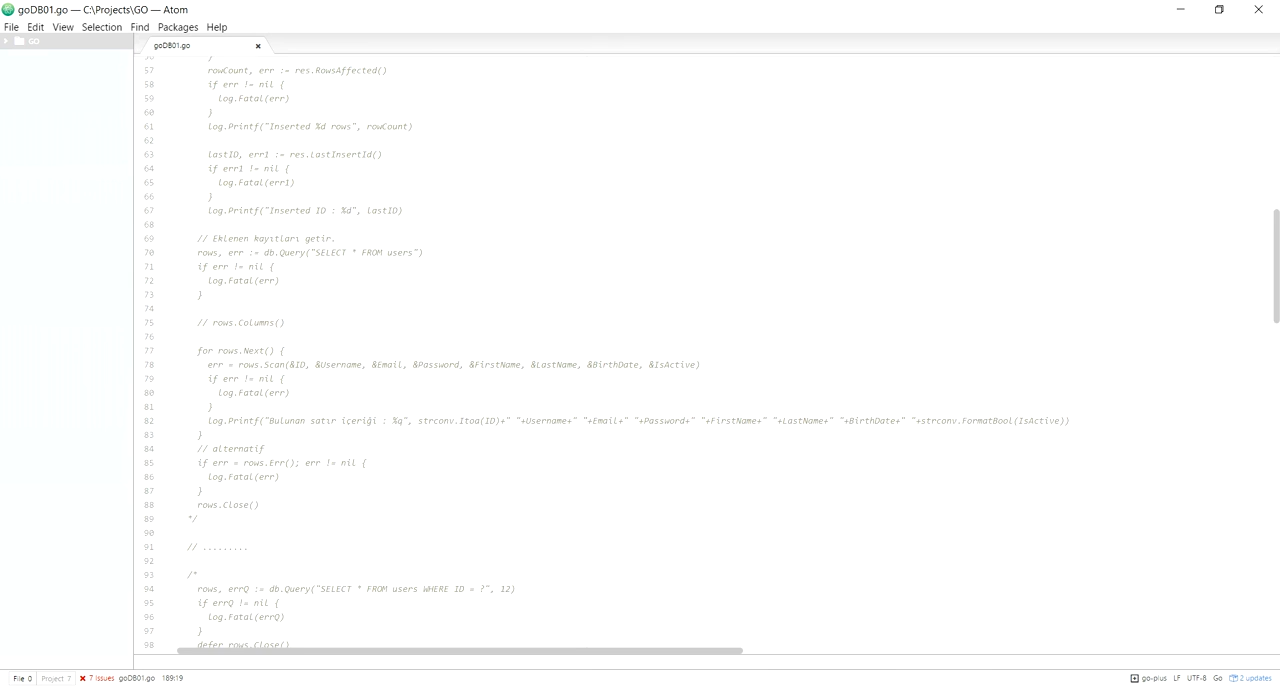 goDB01.go — C:\Projects\GO — Atom
File Edit View Selection Find Packages Help
GO
goDB01.go
56 }
57 rowCount, err := res.RowsAffected()
58 if err != nil {
59 log.Fatal(err)
60 }
61 log.Printf("Inserted %d rows", rowCount)
62
63 lastID, err1 := res.LastInsertId()
64 if err1 != nil {
65 log.Fatal(err1)
66 }
67 log.Printf("Inserted ID : %d", lastID)
68
69 // Eklenen kayıtları getir.
70 rows, err := db.Query("SELECT * FROM users")
71 if err != nil {
72 log.Fatal(err)
73 }
74
75 // rows.Columns()
76
77 for rows.Next() {
78 err = rows.Scan(&ID, &Username, &Email, &Password, &FirstName, &LastName, &BirthDate, &IsActive)
79 if err != nil {
80 log.Fatal(err)
81 }
82 log.Printf("Bulunan satır içeriği : %q", strconv.Itoa(ID)+" "+Username+" "+Email+" "+Password+" "+FirstName+" "+LastName+" "+BirthDate+" "+strconv.FormatBool(IsActive))
83 }
84 // alternatif
85 if err = rows.Err(); err != nil {
86 log.Fatal(err)
87 }
88 rows.Close()
89 */
90
91 // .........
92
93 /*
94 rows, errQ := db.Query("SELECT * FROM users WHERE ID = ?", 12)
95 if errQ != nil {
96 log.Fatal(errQ)
97 }
98 defer rows.Close()
File 0 Project 7 7 Issues goDB01.go 189:19 go-plus LF UTF-8 Go 2 updates